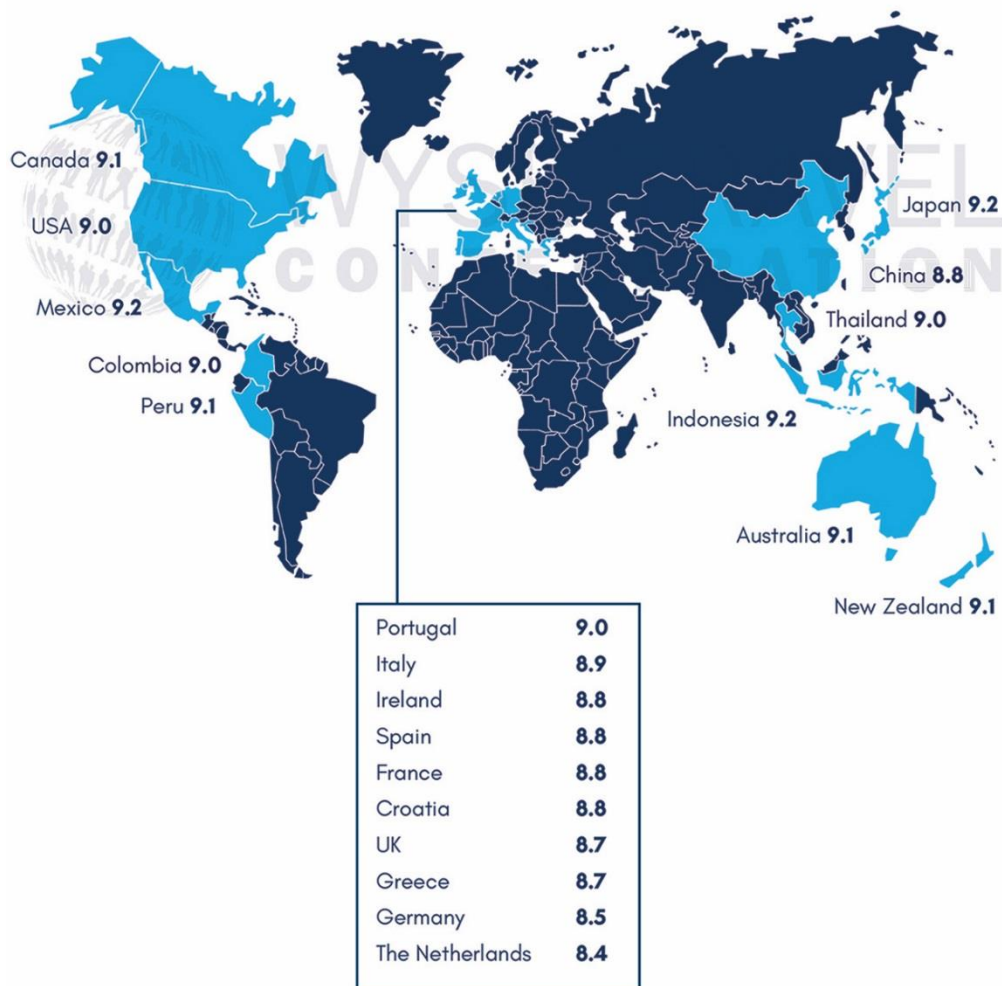 WYSE TRAVEL
CONFEDERATION
Canada 9.1
USA 9.0
Mexico 9.2
Colombia 9.0
Peru 9.1
Japan 9.2
China 8.8
Thailand 9.0
Indonesia 9.2
Australia 9.1
New Zealand 9.1
Portugal 9.0
Italy 8.9
Ireland 8.8
Spain 8.8
France 8.8
Croatia 8.8
UK 8.7
Greece 8.7
Germany 8.5
The Netherlands 8.4